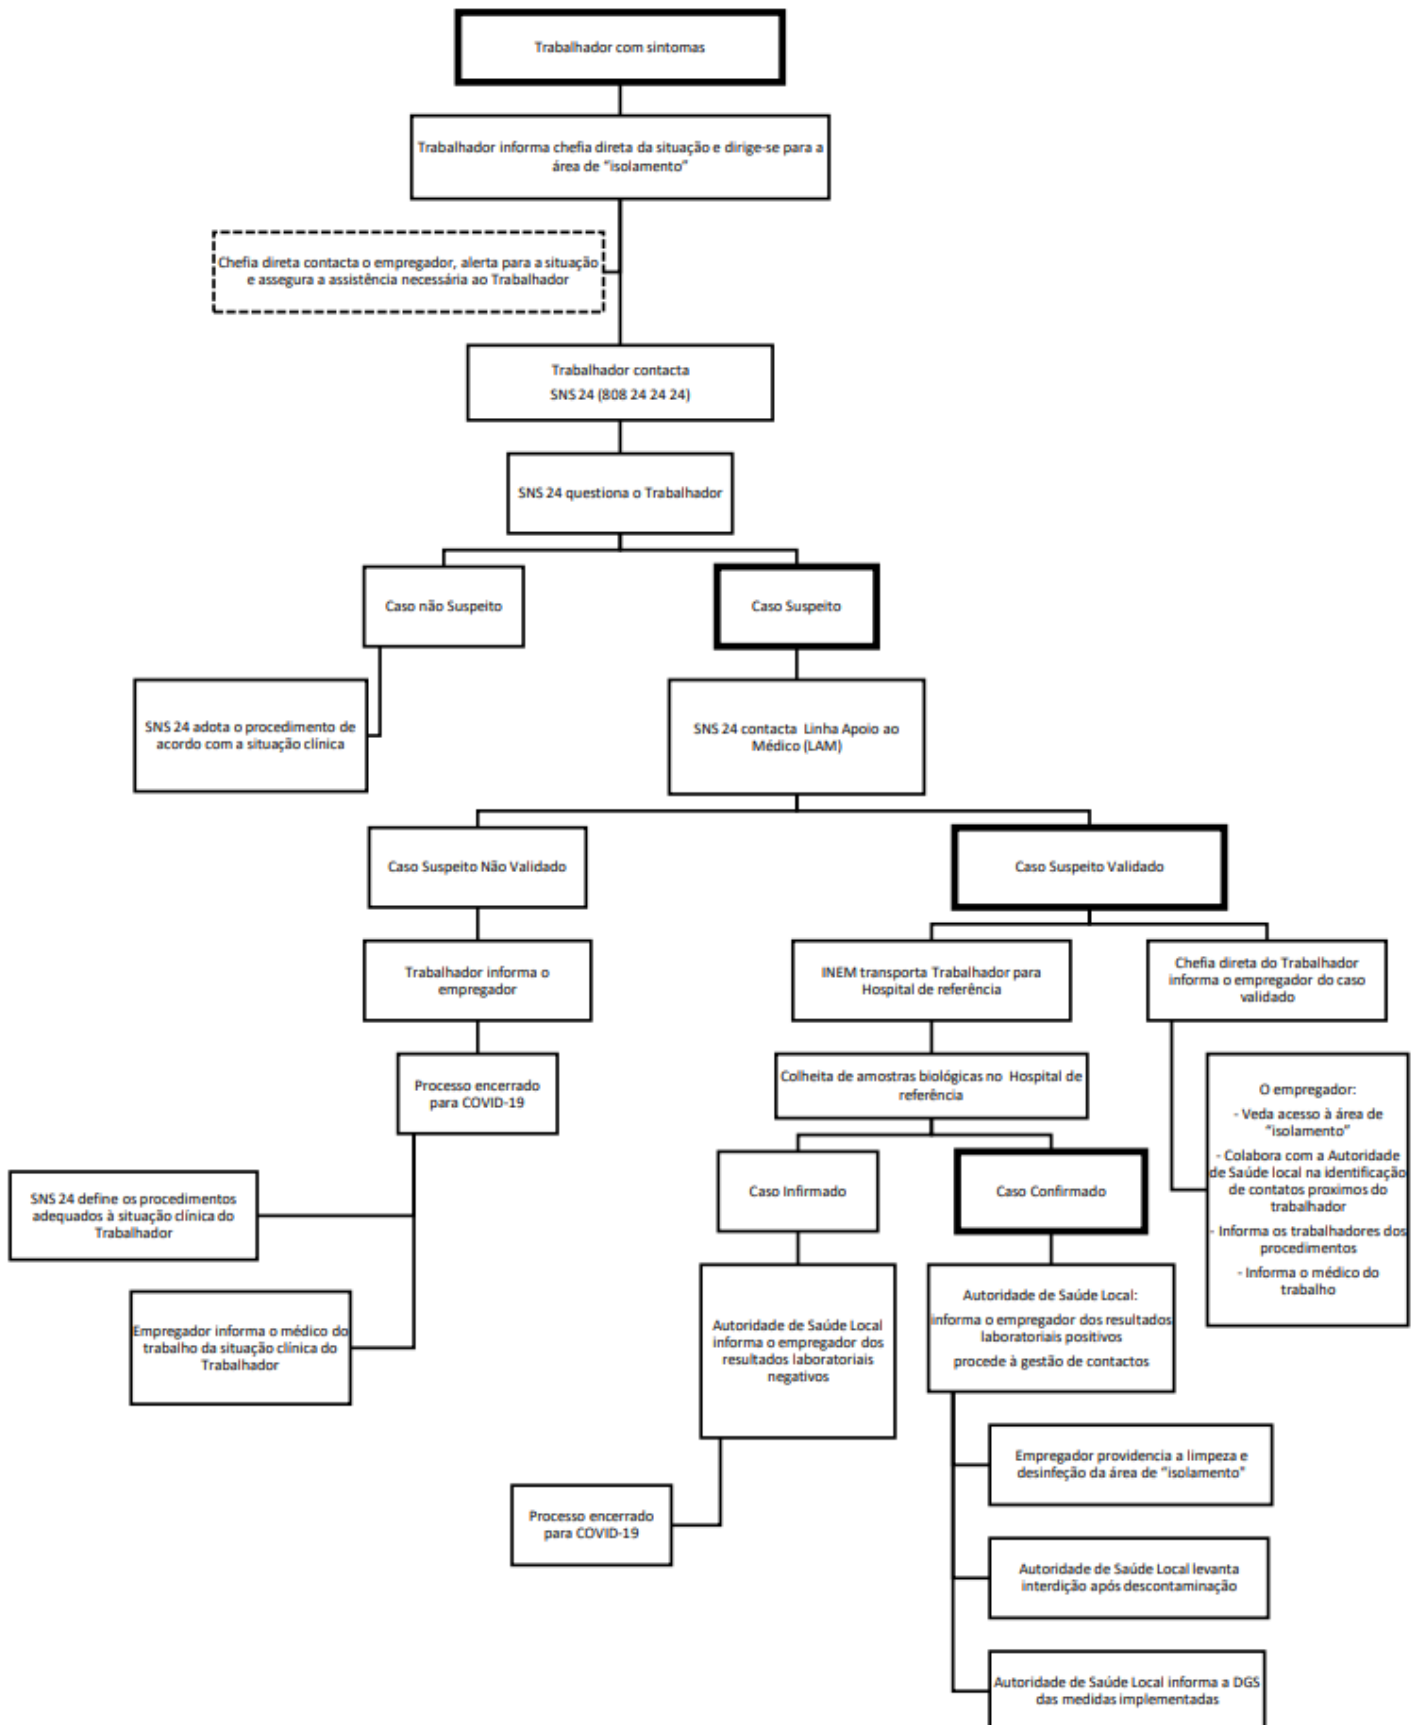 Trabalhador com sintomas
Trabalhador informa chefia direta da situação e dirige-se para a
área de “isolamento”
Chefia direta contacta o empregador, alerta para a situação
e assegura a assistência necessária ao Trabalhador
Trabalhador contacta
SNS 24 (808 24 24 24)
SNS 24 questiona o Trabalhador
Caso não Suspeito
Caso Suspeito
SNS 24 adota o procedimento de
acordo com a situação clínica
SNS 24 contacta Linha Apoio ao
Médico (LAM)
Caso Suspeito Não Validado
Caso Suspeito Validado
Trabalhador informa o
empregador
INEM transporta Trabalhador para
Hospital de referência
Chefia direta do Trabalhador
informa o empregador do caso
validado
Processo encerrado
para COVID-19
Colheita de amostras biológicas no Hospital de
referência
O empregador:
- Veda acesso à área de
“isolamento”
- Colabora com a Autoridade
de Saúde local na identificação
de contatos proximos do
trabalhador
- Informa os trabalhadores dos
procedimentos
- Informa o médico do
trabalho
SNS 24 define os procedimentos
adequados à situação clínica do
Trabalhador
Caso Infirmado
Caso Confirmado
Empregador informa o médico do
trabalho da situação clínica do
Trabalhador
Autoridade de Saúde Local
informa o empregador dos
resultados laboratoriais
negativos
Autoridade de Saúde Local:
informa o empregador dos resultados
laboratoriais positivos
procede à gestão de contactos
Processo encerrado
para COVID-19
Empregador providencia a limpeza e
desinfeção da área de “isolamento”
Autoridade de Saúde Local levanta
interdição após descontaminação
Autoridade de Saúde Local informa a DGS
das medidas implementadas